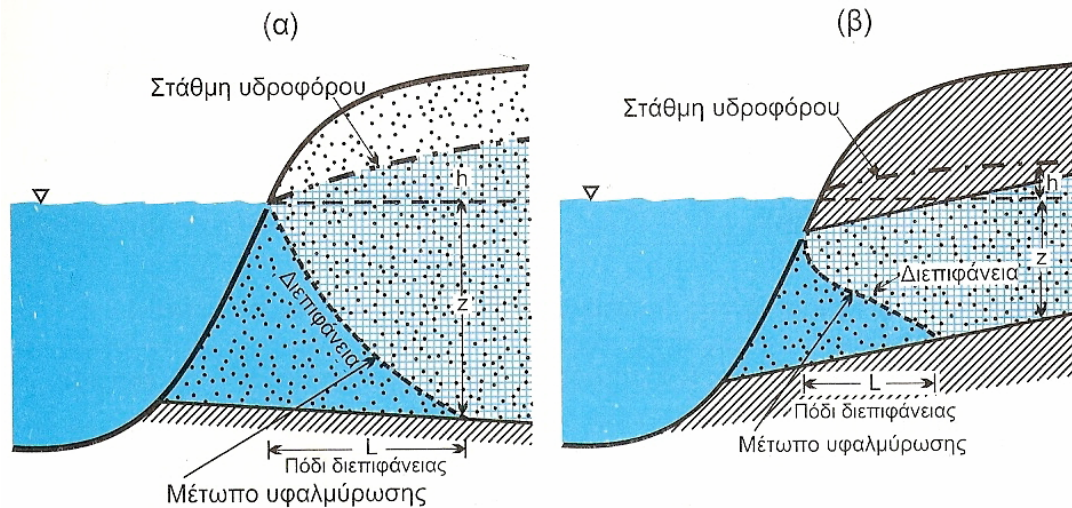 (α)
Στάθμη υδροφόρου
h
z
Διεπιφάνεια
L
Πόδι διεπιφάνειας
Μέτωπο υφαλμύρωσης
(β)
Στάθμη υδροφόρου
h
z
Διεπιφάνεια
L
Πόδι διεπιφάνειας
Μέτωπο υφαλμύρωσης